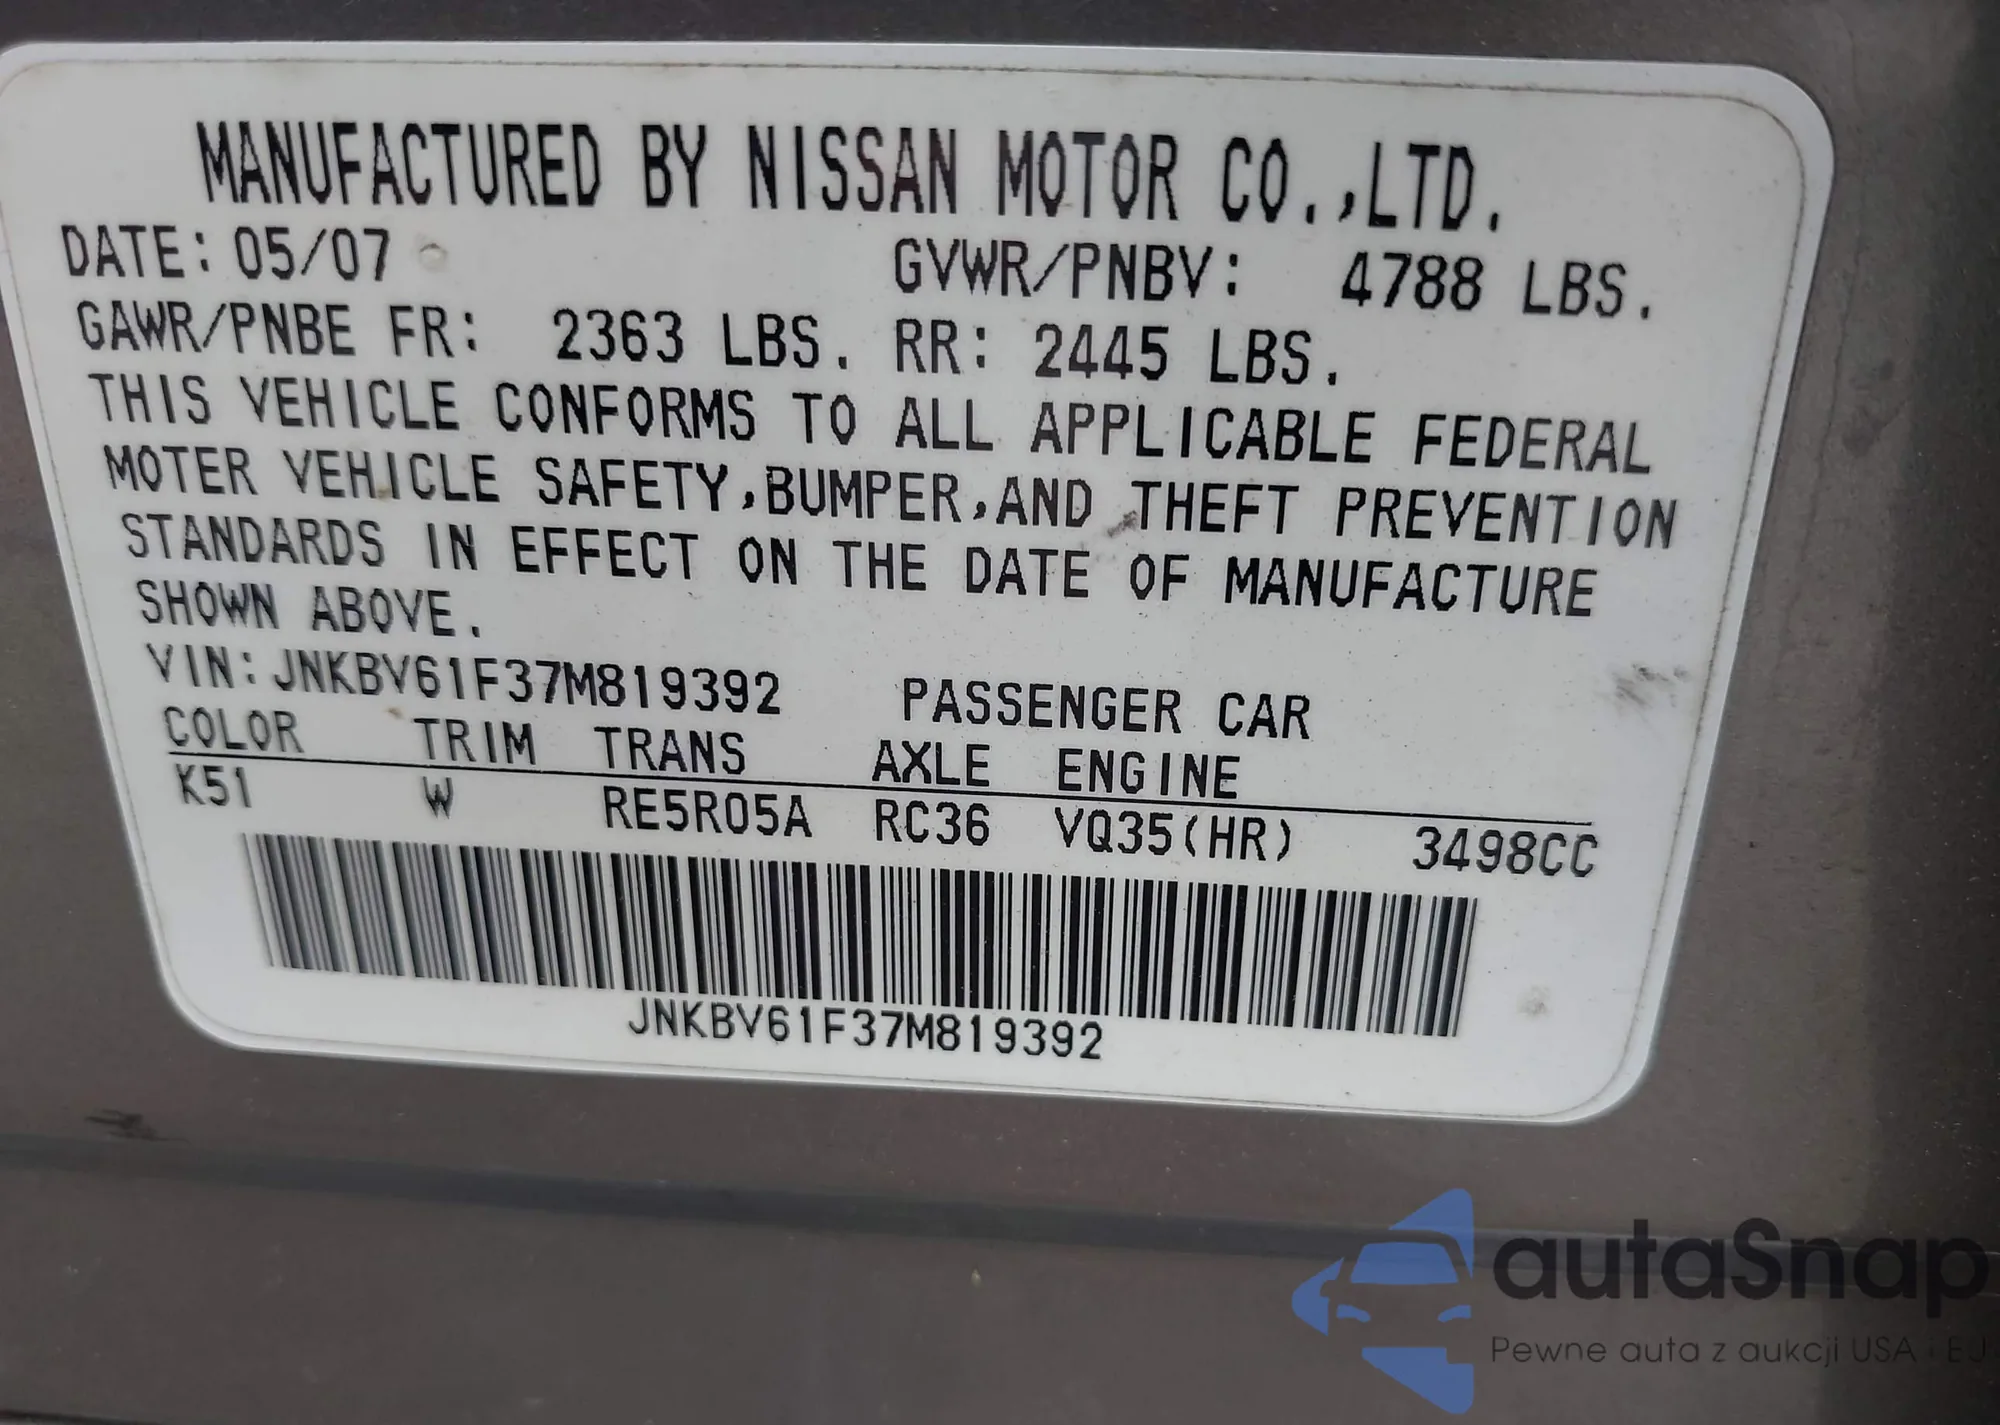 MANUFACTURED BY NISSAN MOTOR CO.,LTD.
DATE: 05/07 GVWR/PNBV: 4788 LBS.
GAWR/PNBE FR: 2363 LBS. RR: 2445 LBS.
THIS VEHICLE CONFORMS TO ALL APPLICABLE FEDERAL
MOTER VEHICLE SAFETY,BUMPER,AND THEFT PREVENTION
STANDARDS IN EFFECT ON THE DATE OF MANUFACTURE
SHOWN ABOVE.
VIN:JNKBV61F37M819392 PASSENGER CAR
COLOR TRIM TRANS AXLE ENGINE
K51 W RE5R05A RC36 VQ35(HR) 3498CC
JNKBV61F37M819392
autaSnap
Pewne auta z aukcji USA i EU